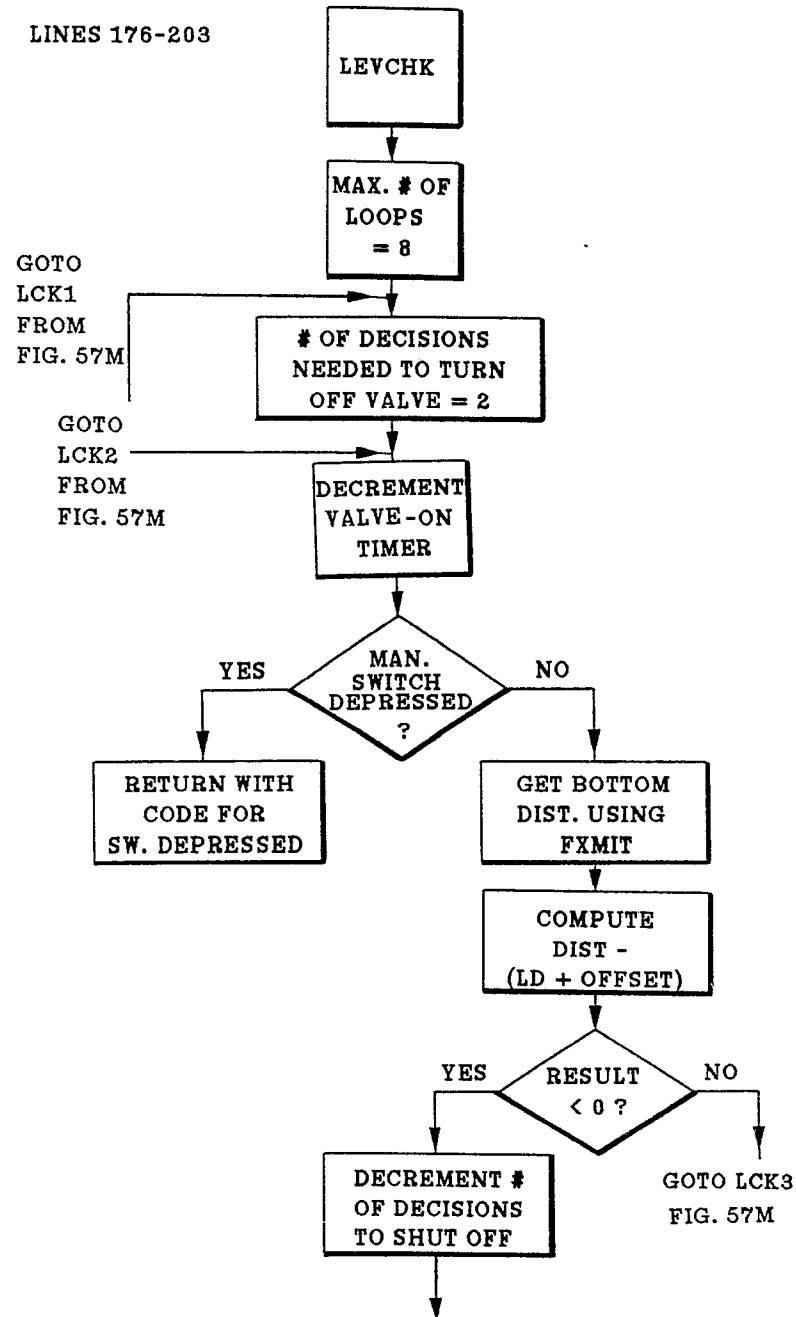 LINES 176-203
LEVCHK
MAX. # OF
LOOPS
= 8
GOTO
LCK1
FROM
FIG. 57M
# OF DECISIONS
NEEDED TO TURN
OFF VALVE = 2
GOTO
LCK2
FROM
FIG. 57M
DECREMENT
VALVE-ON
TIMER
MAN.
SWITCH
DEPRESSED
?
YES
NO
RETURN WITH
CODE FOR
SW. DEPRESSED
GET BOTTOM
DIST. USING
FXMIT
COMPUTE
DIST -
(LD + OFFSET)
RESULT
< 0 ?
YES
NO
DECREMENT #
OF DECISIONS
TO SHUT OFF
GOTO LCK3
FIG. 57M